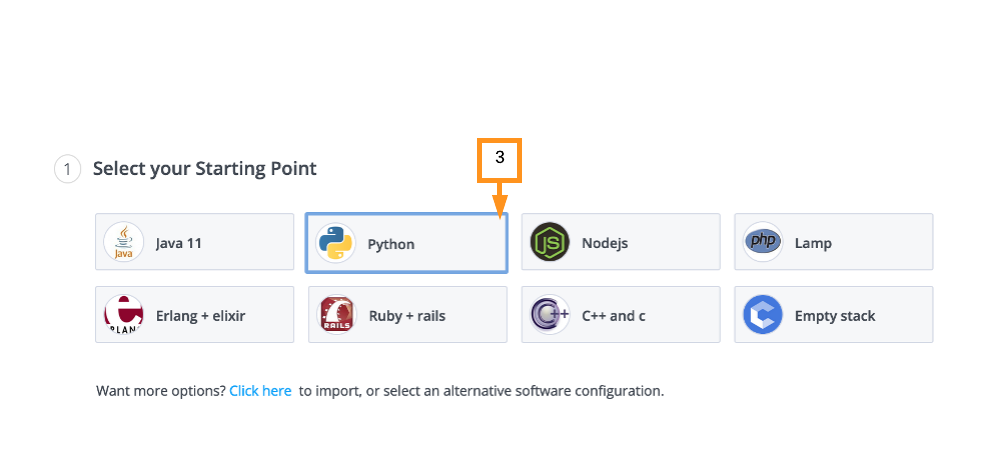 3
1 Select your Starting Point
Java Java 11
Python
JS Nodejs
php Lamp
PLAN Erlang + elixir
RAILS Ruby + rails
C++ C++ and c
Empty stack
Want more options? Click here to import, or select an alternative software configuration.